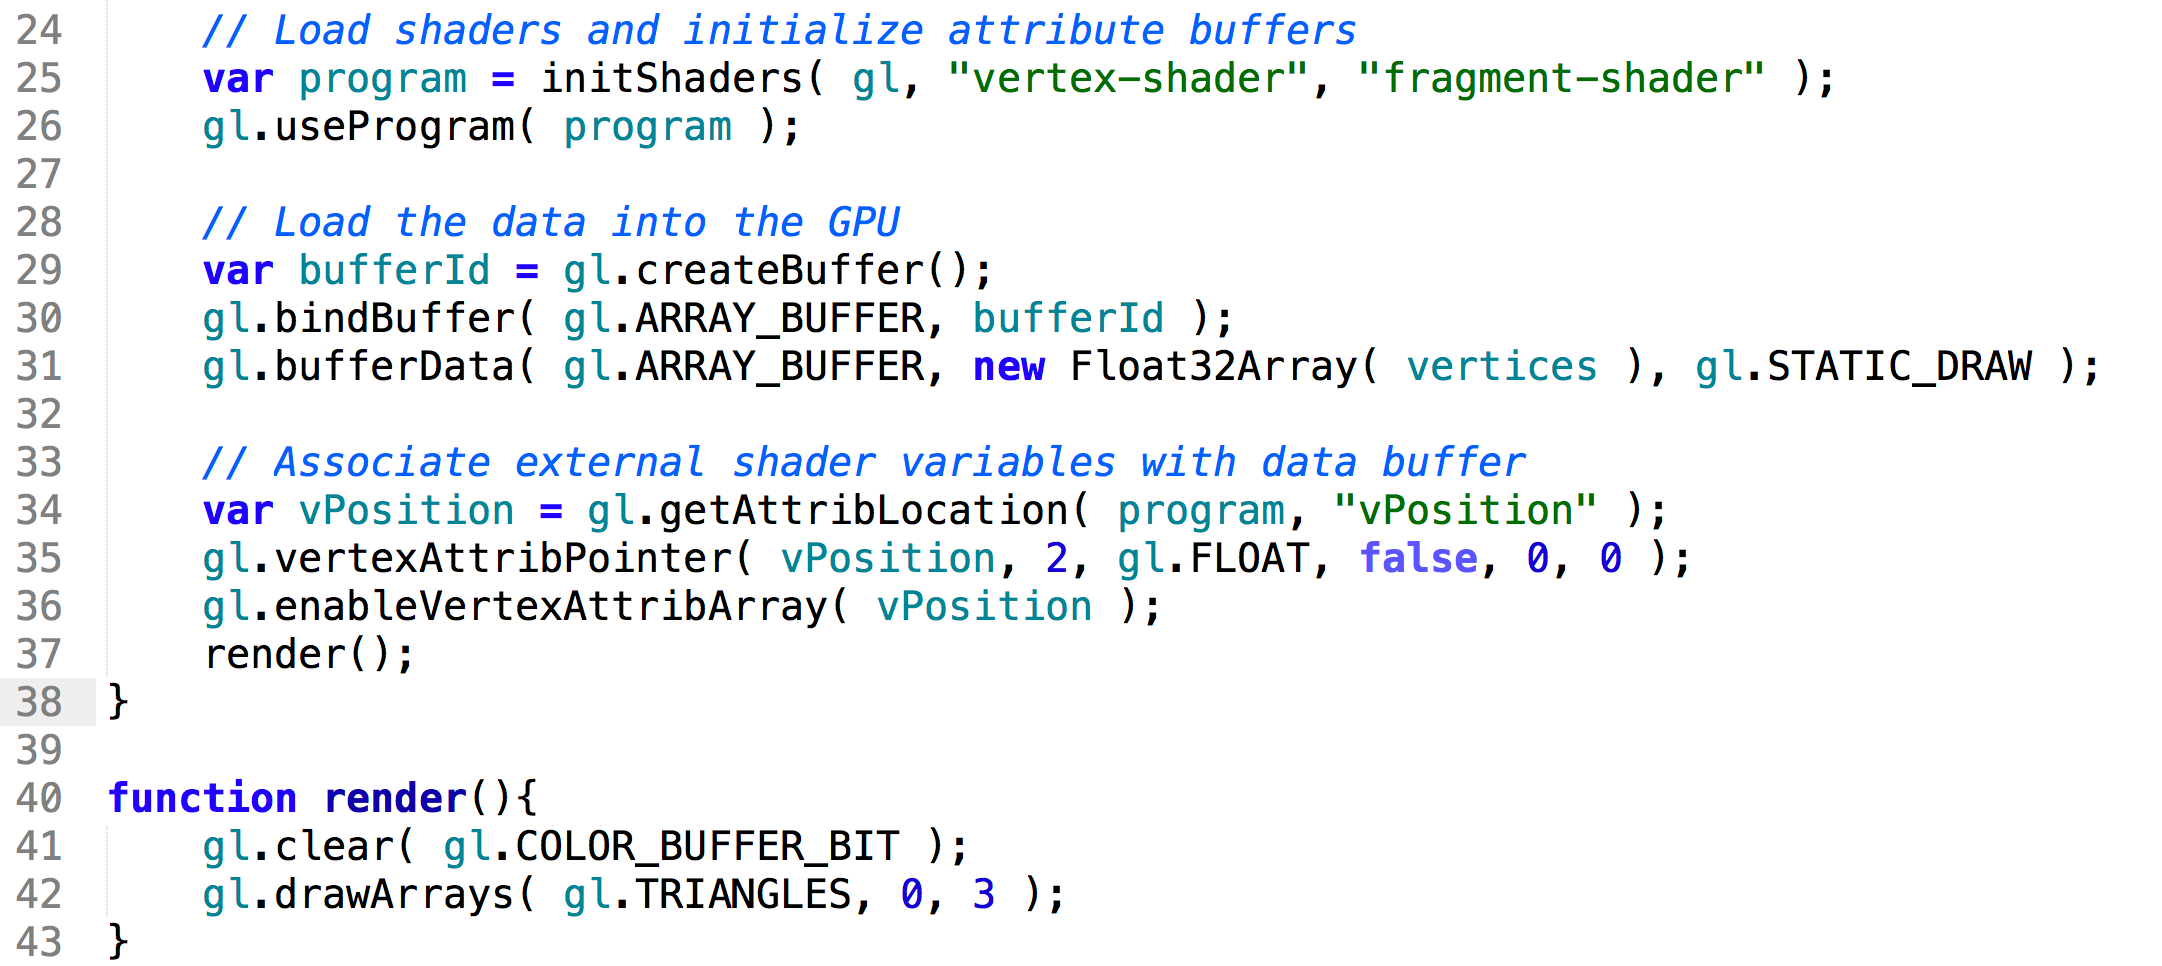 24 // Load shaders and initialize attribute buffers
25 var program = initShaders( gl, "vertex-shader", "fragment-shader" );
26 gl.useProgram( program );
27
28 // Load the data into the GPU
29 var bufferId = gl.createBuffer();
30 gl.bindBuffer( gl.ARRAY_BUFFER, bufferId );
31 gl.bufferData( gl.ARRAY_BUFFER, new Float32Array( vertices ), gl.STATIC_DRAW );
32
33 // Associate external shader variables with data buffer
34 var vPosition = gl.getAttribLocation( program, "vPosition" );
35 gl.vertexAttribPointer( vPosition, 2, gl.FLOAT, false, 0, 0 );
36 gl.enableVertexAttribArray( vPosition );
37 render();
38 }
39
40 function render(){
41 gl.clear( gl.COLOR_BUFFER_BIT );
42 gl.drawArrays( gl.TRIANGLES, 0, 3 );
43 }